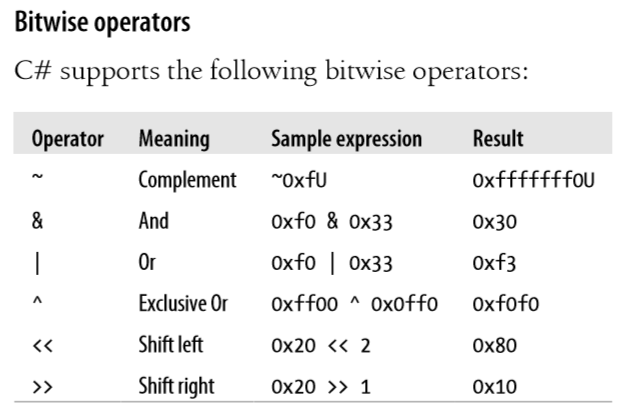 Bitwise operators
C# supports the following bitwise operators:
Operator Meaning Sample expression Result
~ Complement ~0xfU 0xfffffff0U
& And 0xf0 & 0x33 0x30
| Or 0xf0 | 0x33 0xf3
^ Exclusive Or 0xff00 ^ 0x0ff0 0xf0f0
<< Shift left 0x20 << 2 0x80
>> Shift right 0x20 >> 1 0x10